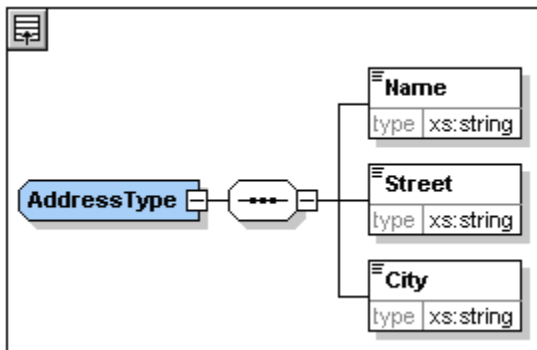 Name
type xs:string
AddressType
Street
type xs:string
City
type xs:string